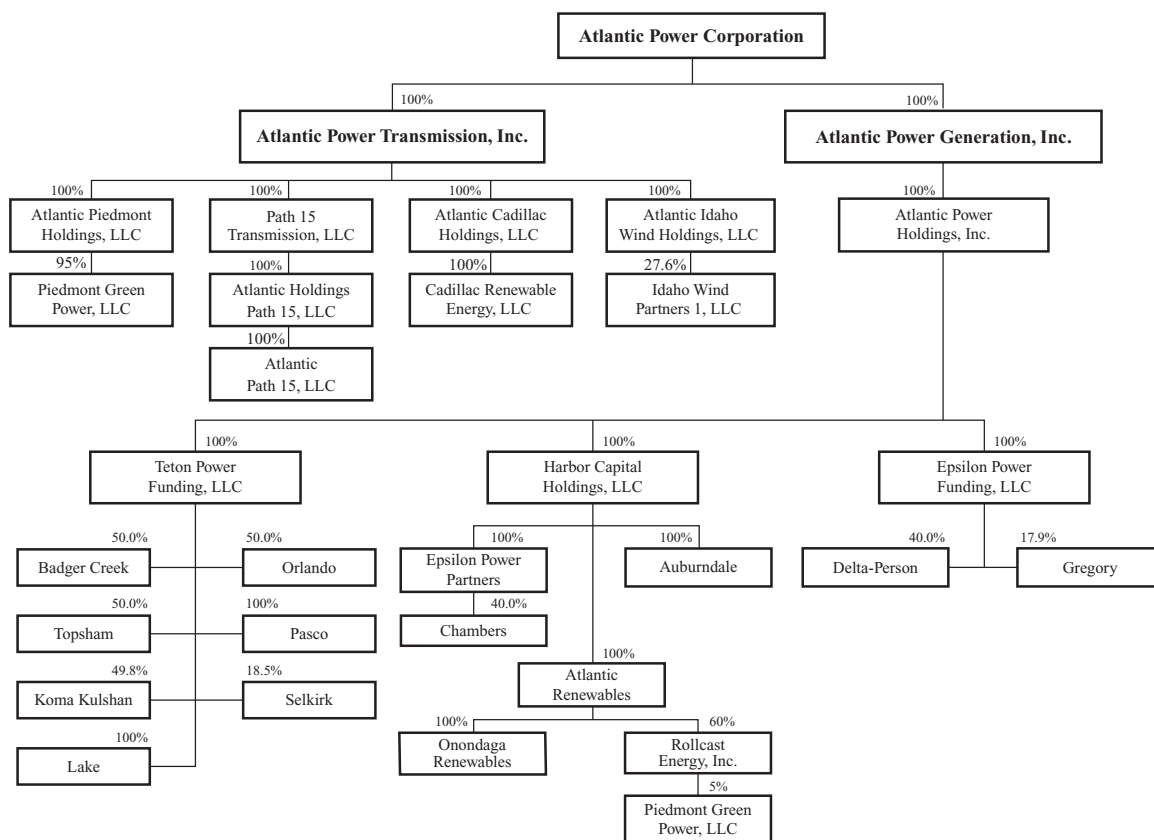 Atlantic Power Corporation
100%
100%
Atlantic Power Transmission, Inc.
Atlantic Power Generation, Inc.
100%
100%
100%
100%
100%
Atlantic Piedmont
Holdings, LLC
Path 15
Transmission, LLC
Atlantic Cadillac
Holdings, LLC
Atlantic Idaho
Wind Holdings, LLC
Atlantic Power
Holdings, Inc.
95%
100%
100%
27.6%
Piedmont Green
Power, LLC
Atlantic Holdings
Path 15, LLC
Cadillac Renewable
Energy, LLC
Idaho Wind
Partners 1, LLC
100%
Atlantic
Path 15, LLC
100%
100%
100%
Teton Power
Funding, LLC
Harbor Capital
Holdings, LLC
Epsilon Power
Funding, LLC
50.0%
50.0%
100%
100%
40.0%
17.9%
Badger Creek
Orlando
Epsilon Power
Partners
Auburndale
Delta-Person
Gregory
50.0%
100%
40.0%
Topsham
Pasco
Chambers
49.8%
18.5%
100%
Koma Kulshan
Selkirk
Atlantic
Renewables
100%
100%
60%
Lake
Onondaga
Renewables
Rollcast
Energy, Inc.
5%
Piedmont Green
Power, LLC